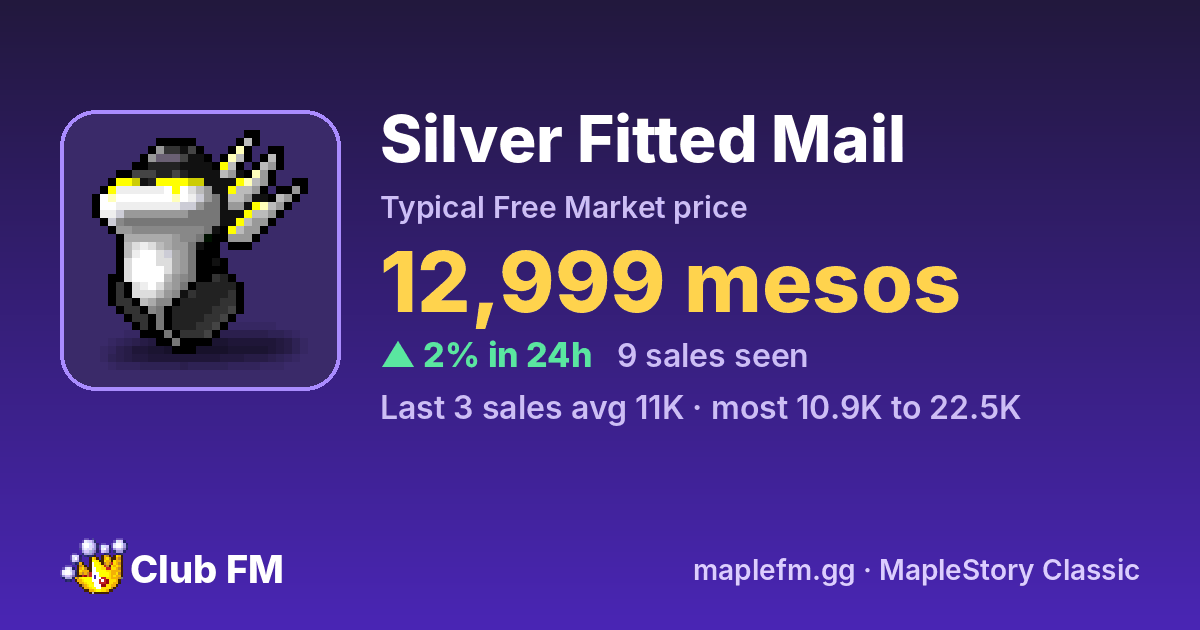 Silver Fitted Mail
Typical Free Market price
12,999 mesos
▲ 2% in 24h 9 sales seen
Last 3 sales avg 11K · most 10.9K to 22.5K
Club FM
maplefm.gg · MapleStory Classic